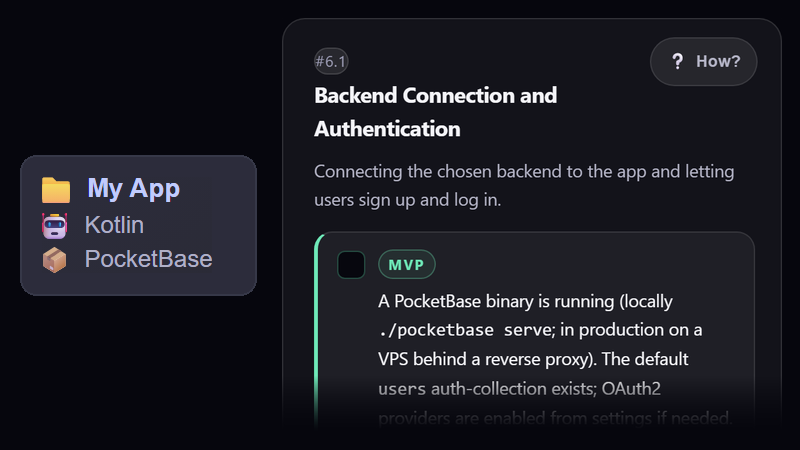 My App
Kotlin
PocketBase
#6.1
? How?
Backend Connection and
Authentication
Connecting the chosen backend to the app and letting
users sign up and log in.
MVP
A PocketBase binary is running (locally
./pocketbase serve; in production on a
VPS behind a reverse proxy). The default
users auth-collection exists; OAuth2
providers are enabled from settings if needed.